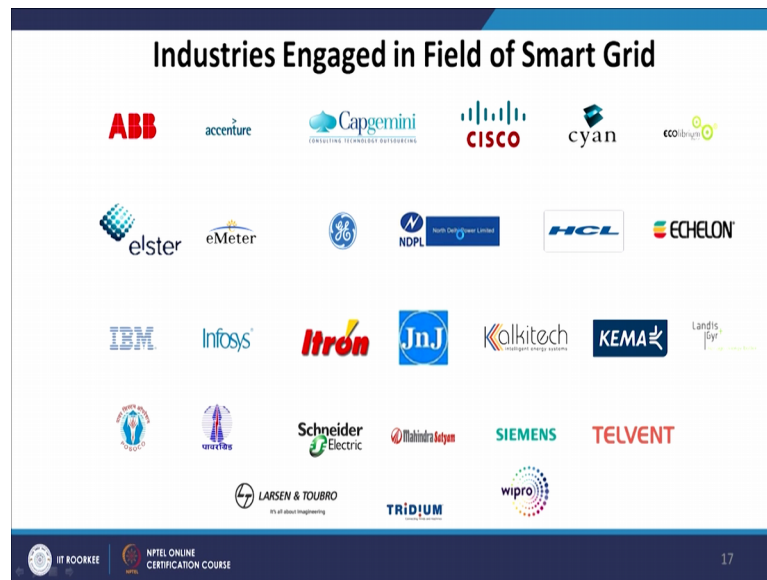 Industries Engaged in Field of Smart Grid
ABB
accenture
Capgemini
CONSULTING.TECHNOLOGY.OUTSOURCING
CISCO
cyan
ecolibrium
elster
eMeter
GE
NDPL
North Delhi Power Limited
HCL
ECHELON
IBM
Infosys
Itron
JnJ
Kalkitech
intelligent energy systems
KEMA
Landis
Gyr
POSOCO
पावरग्रिड
Schneider
Electric
Mahindra Satyam
SIEMENS
TELVENT
LARSEN & TOUBRO
It's all about Imagineering
TRIDIUM
wipro
IIT ROORKEE
NPTEL ONLINE
CERTIFICATION COURSE
17